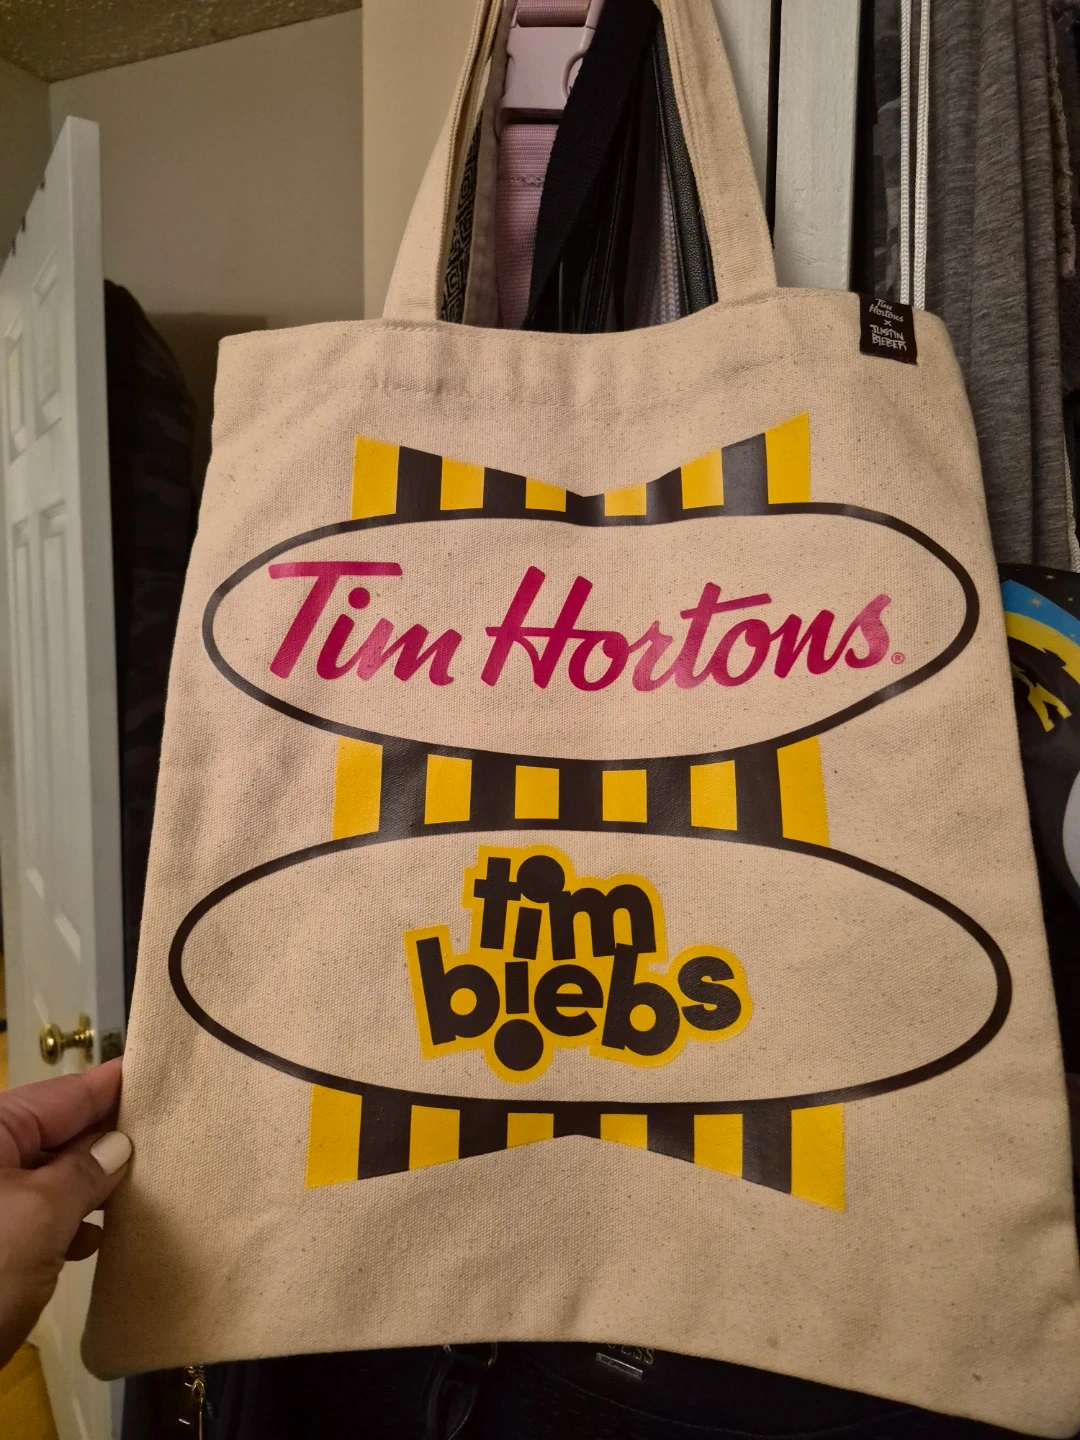 Tim
Hortons
x
JUSTIN
BIEBER
Tim Hortons®
tim
biebs